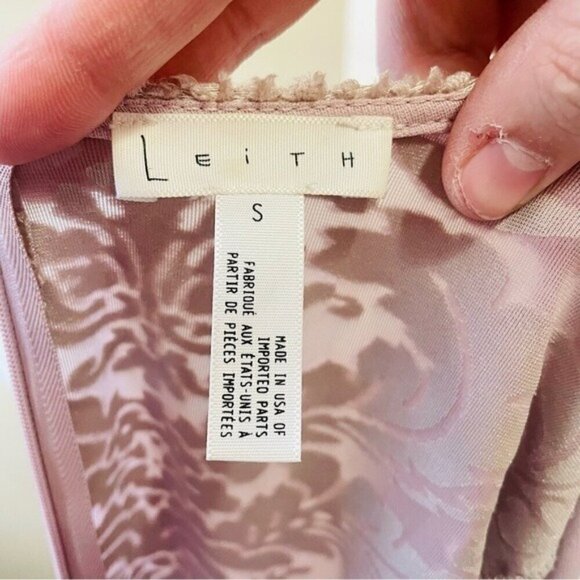 LEiTH
S
MADE IN USA OF
IMPORTED PARTS
FABRIQUÉ AUX ÉTATS-UNIS À
PARTIR DE PIÈCES IMPORTÉES